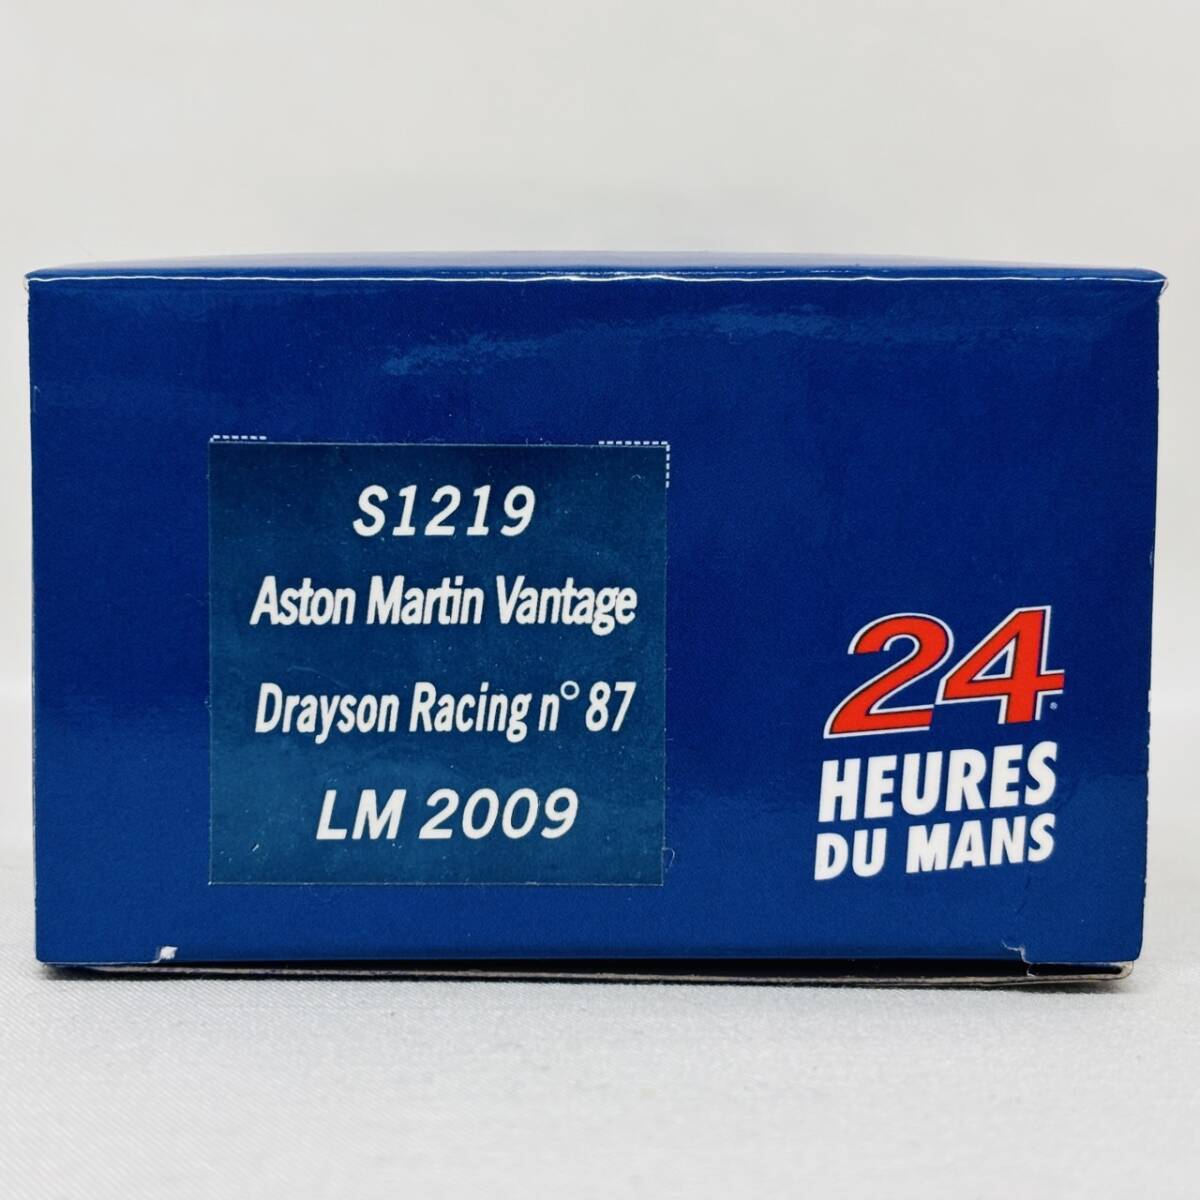 S1219
Aston Martin Vantage
Drayson Racing n° 87
LM 2009
24
HEURES
DU MANS